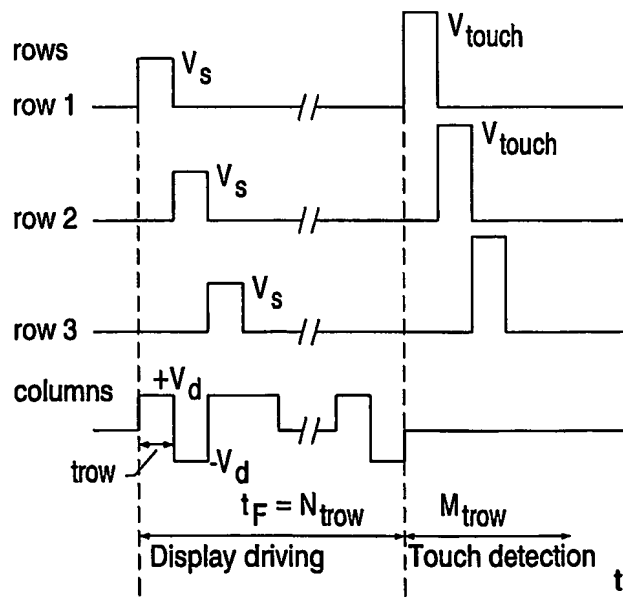 rows
V_touch
V_s
row 1
V_touch
V_s
row 2
V_s
row 3
columns
+V_d
trow
-V_d
t_F = N_trow
M_trow
Display driving
Touch detection
t